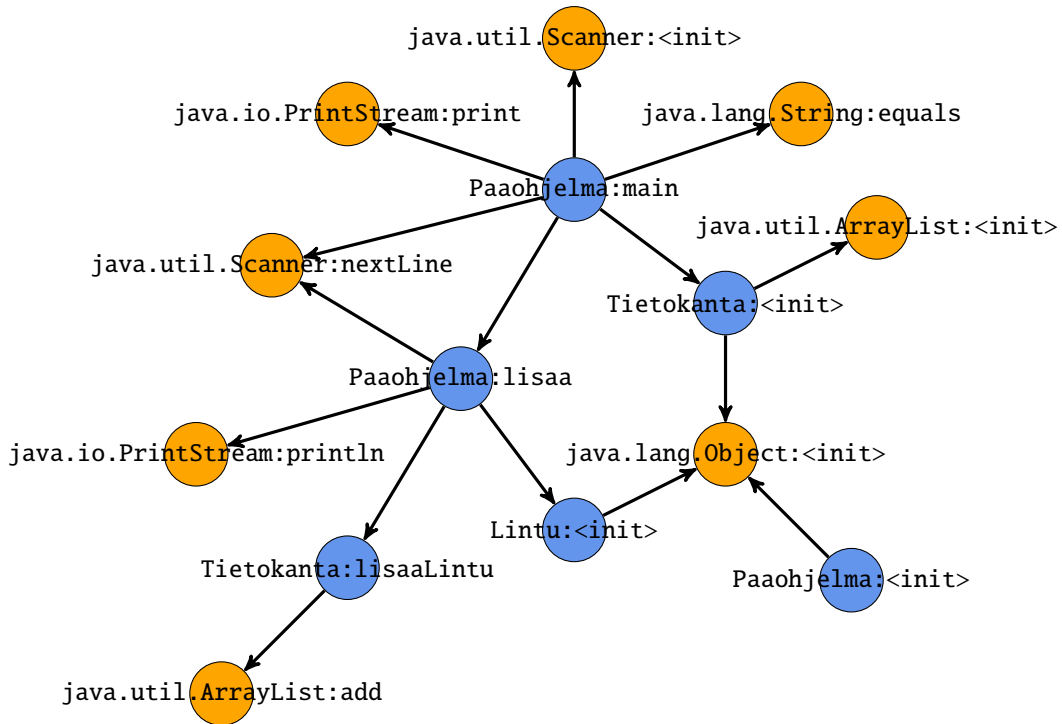 java.util.Scanner:<init>
java.io.PrintStream:print
java.lang.String:equals
Paaohjelma:main
java.util.ArrayList:<init>
java.util.Scanner:nextLine
Tietokanta:<init>
Paaohjelma:lisaa
java.io.PrintStream:println
java.lang.Object:<init>
Lintu:<init>
Tietokanta:lisaaLintu
Paaohjelma:<init>
java.util.ArrayList:add